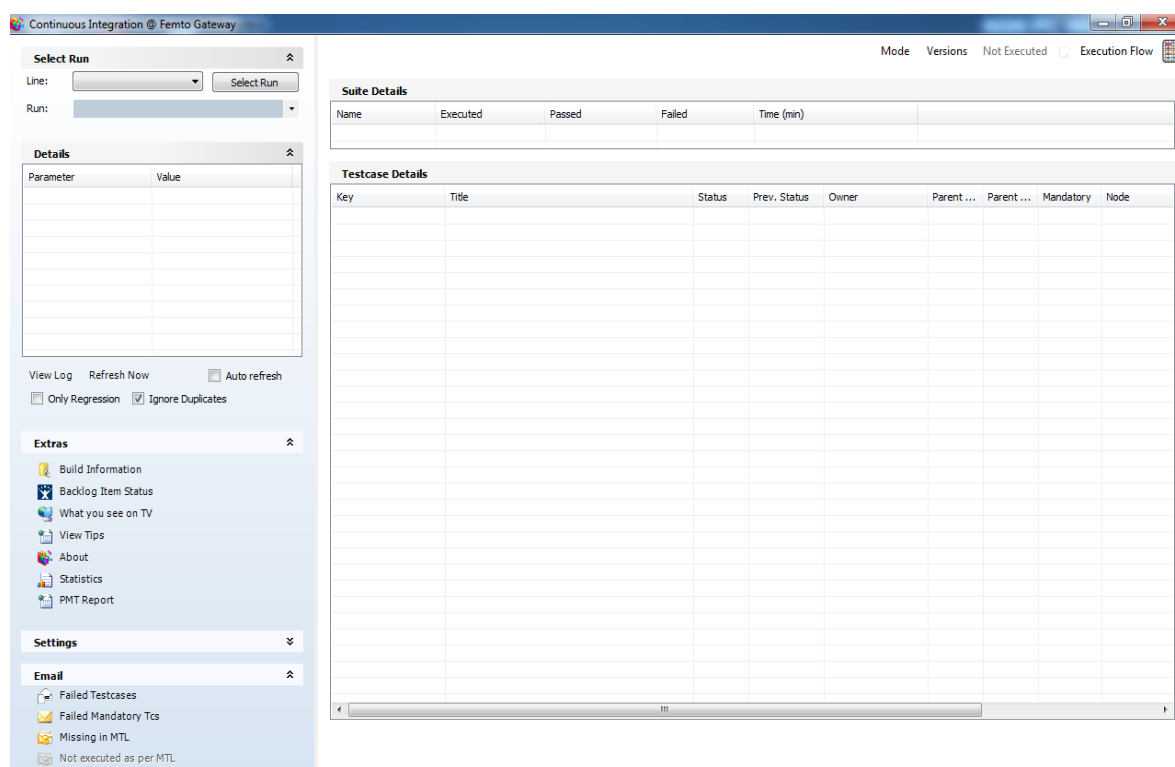 Continuous Integration @ Femto Gateway
Select Run
Line:
Select Run
Run:
Details
Parameter Value
View Log Refresh Now Auto refresh
Only Regression Ignore Duplicates
Extras
Build Information
Backlog Item Status
What you see on TV
View Tips
About
Statistics
PMT Report
Settings
Email
Failed Testcases
Failed Mandatory Tcs
Missing in MTL
Not executed as per MTL
Mode Versions Not Executed Execution Flow
Suite Details
Name Executed Passed Failed Time (min)
Testcase Details
Key Title Status Prev. Status Owner Parent ... Parent ... Mandatory Node